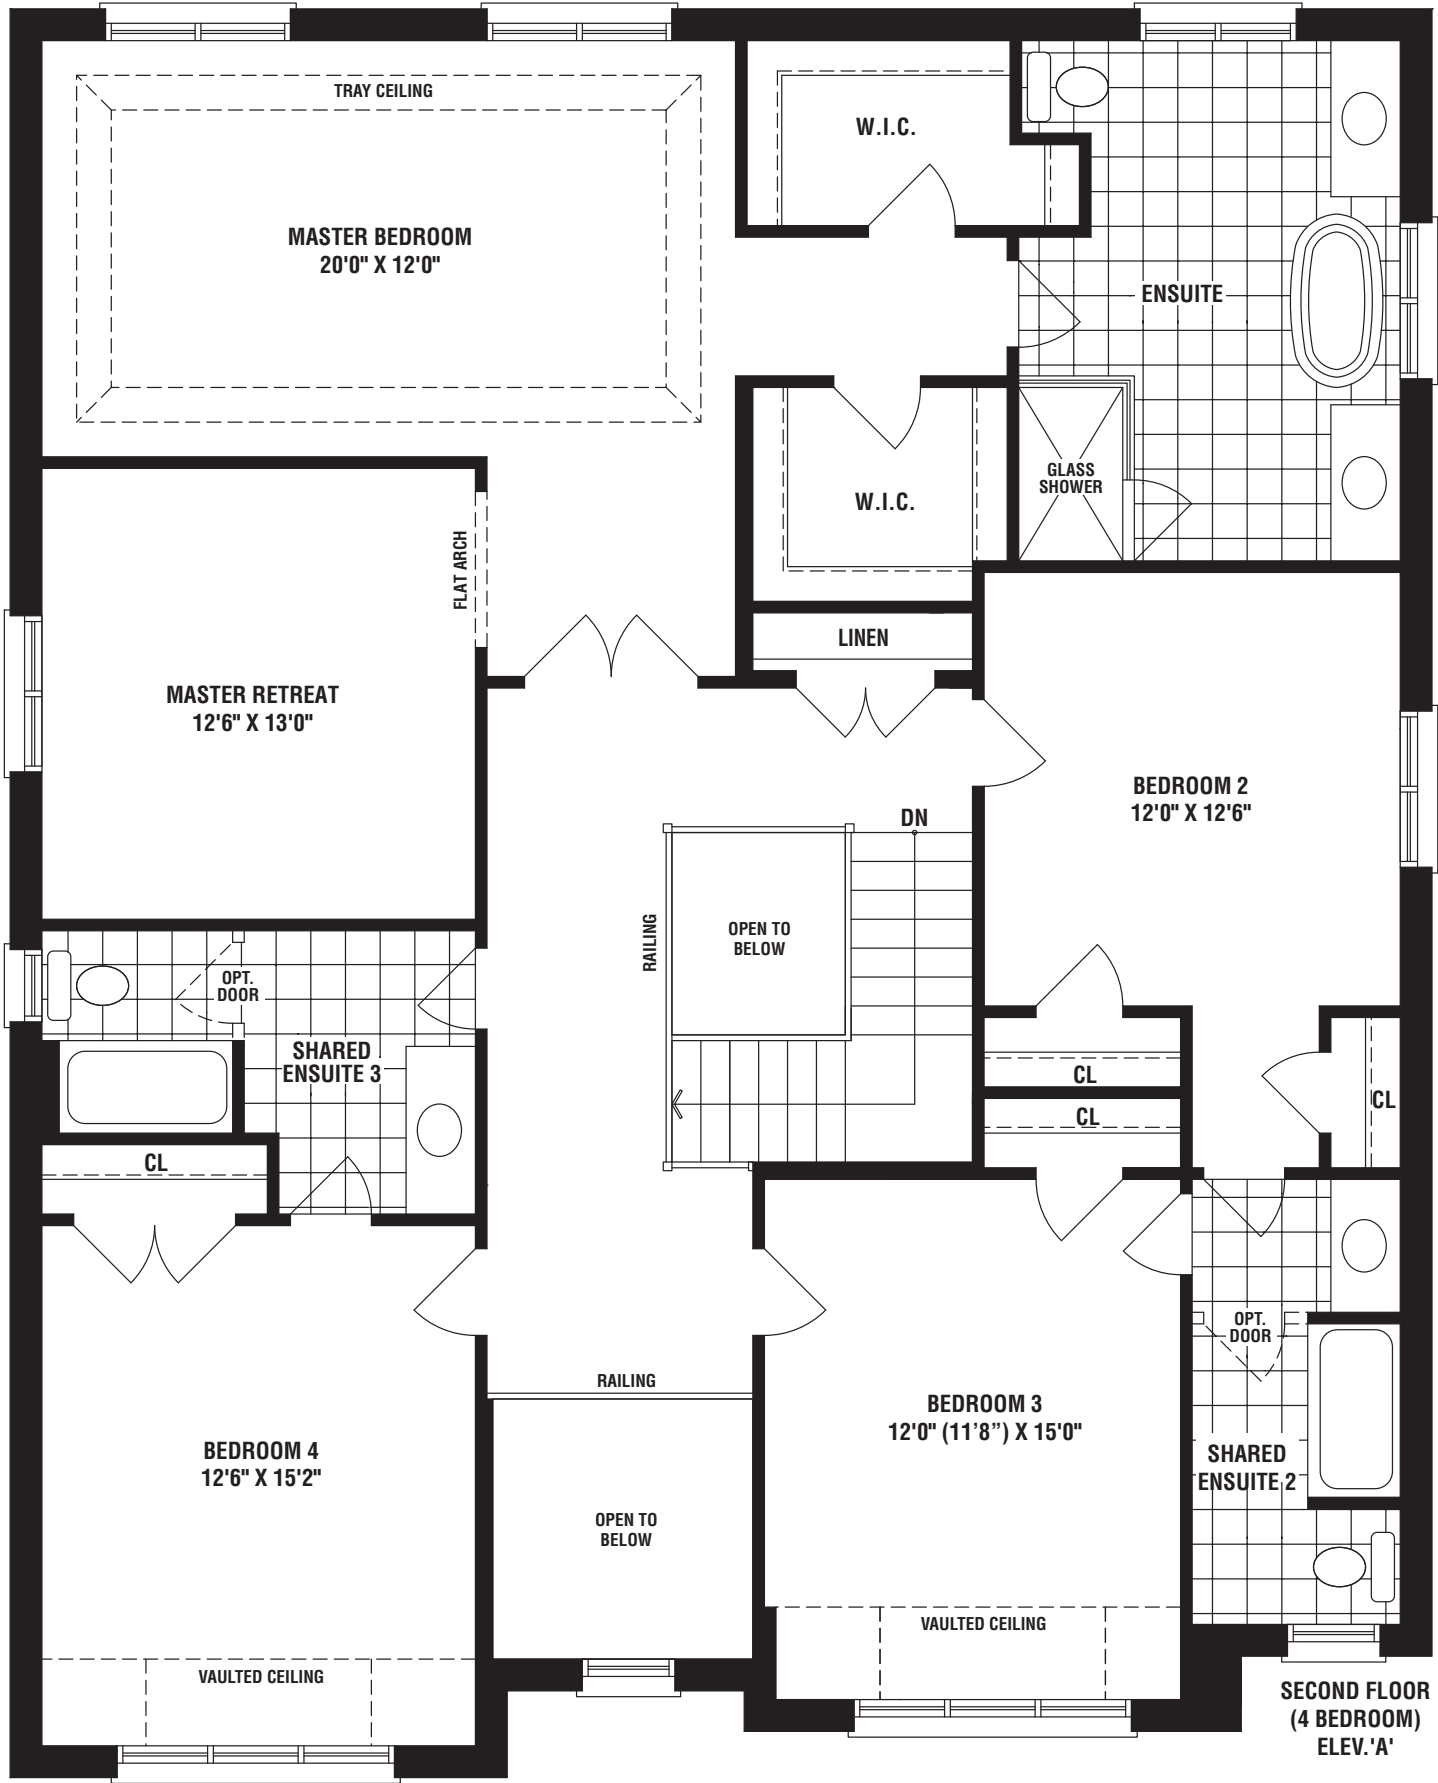 TRAY CEILING
W.I.C.
MASTER BEDROOM
20'0" X 12'0"
ENSUITE
GLASS
SHOWER
W.I.C.
FLAT ARCH
LINEN
MASTER RETREAT
12'6" X 13'0"
BEDROOM 2
12'0" X 12'6"
DN
RAILING
OPEN TO
BELOW
OPT.
DOOR
SHARED
ENSUITE 3
CL
CL
CL
CL
OPT.
DOOR
RAILING
BEDROOM 3
12'0" (11’8”) X 15'0"
BEDROOM 4
12'6" X 15'2"
SHARED
ENSUITE 2
OPEN TO
BELOW
VAULTED CEILING
VAULTED CEILING
SECOND FLOOR
(4 BEDROOM)
ELEV.'A'